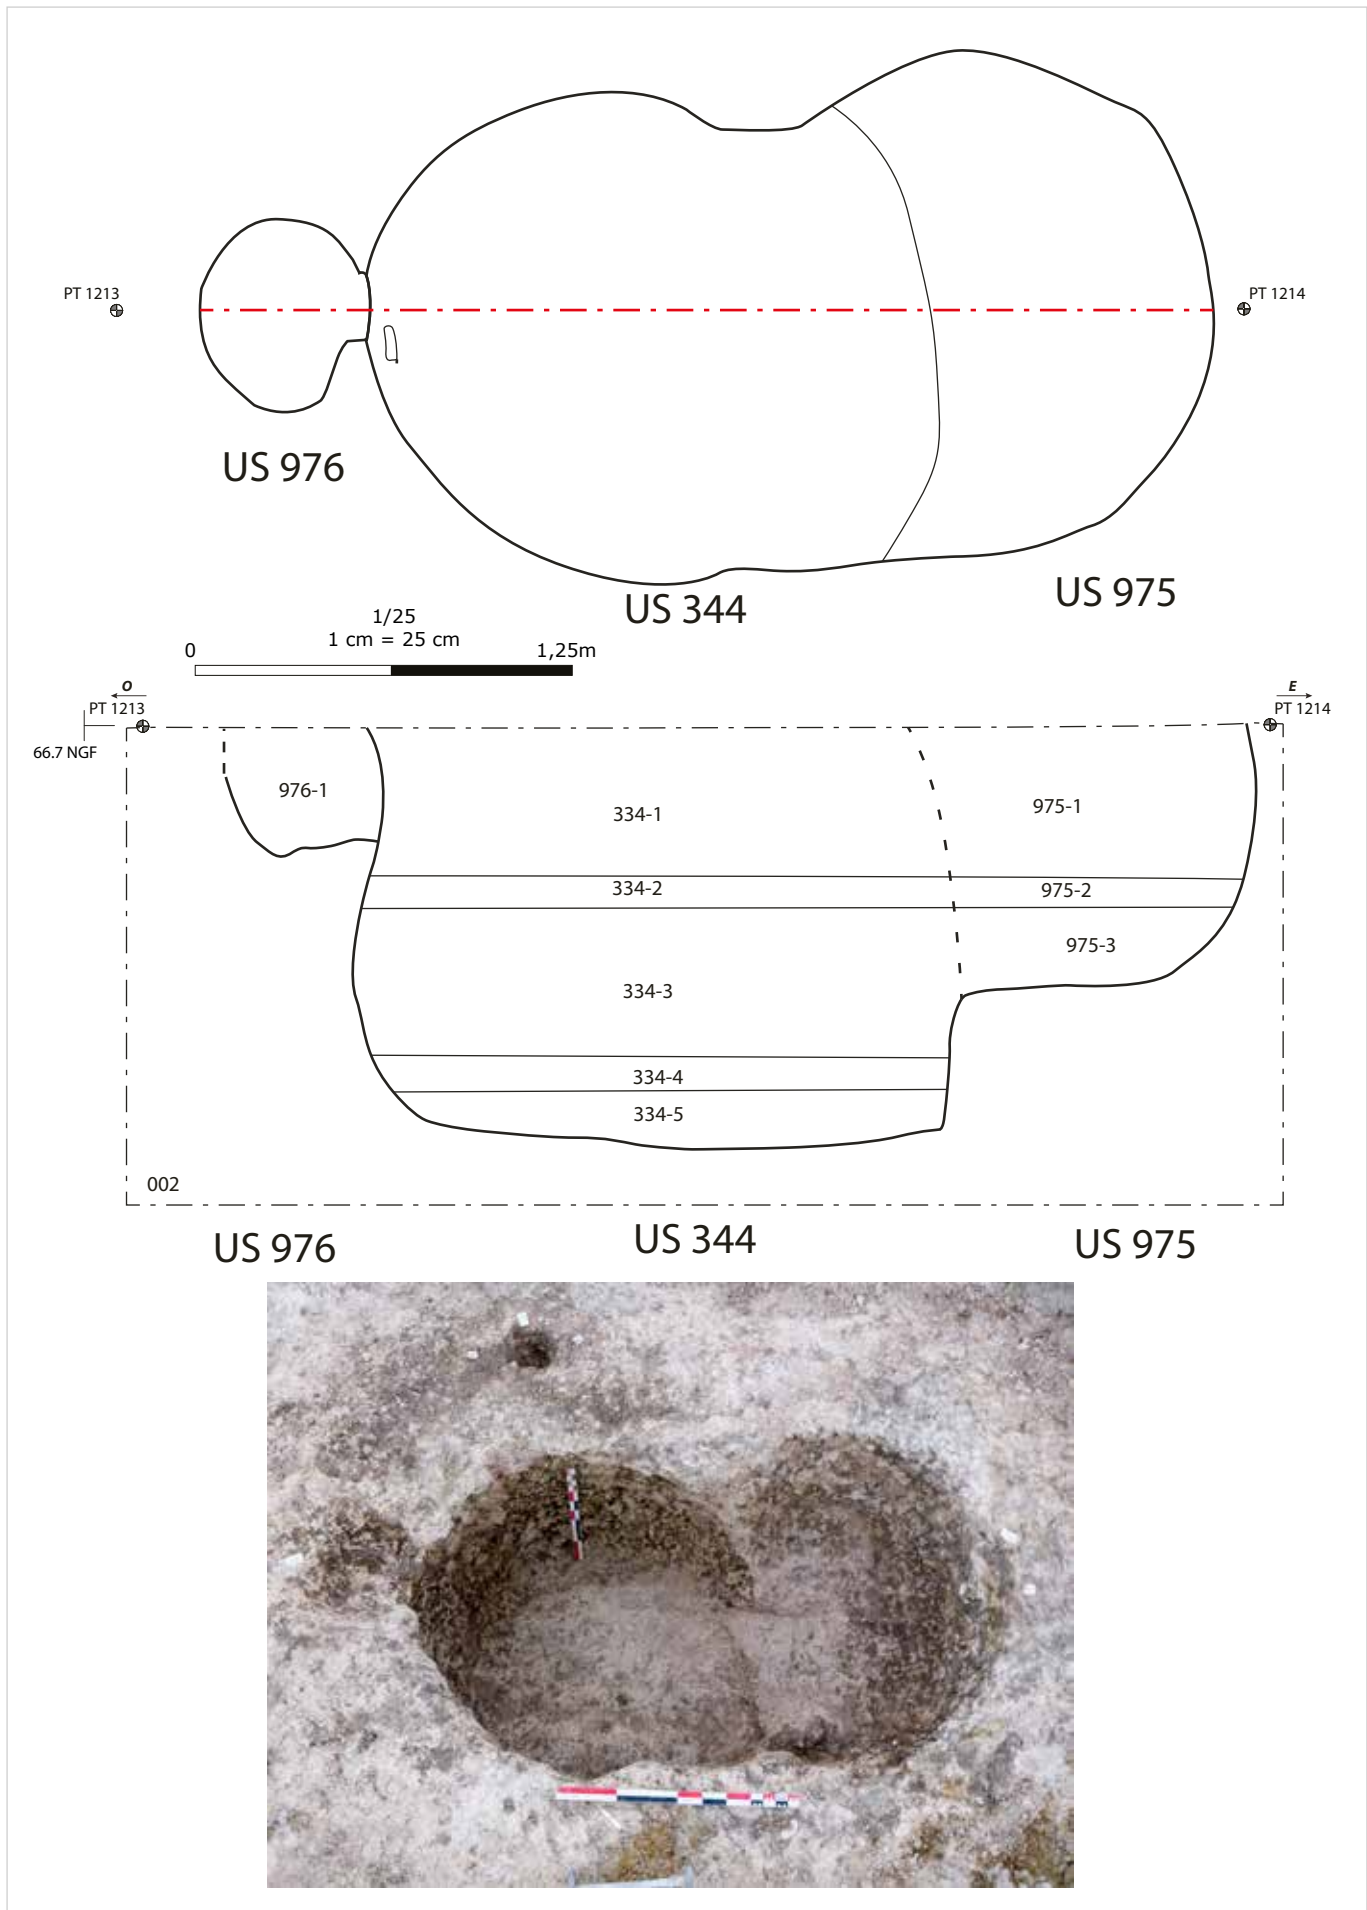 PT 1213
PT 1214
US 976
US 344
US 975
1/25
1 cm = 25 cm
0
1,25m
O
E
PT 1213
PT 1214
66.7 NGF
976-1
334-1
975-1
334-2
975-2
975-3
334-3
334-4
334-5
002
US 976
US 344
US 975